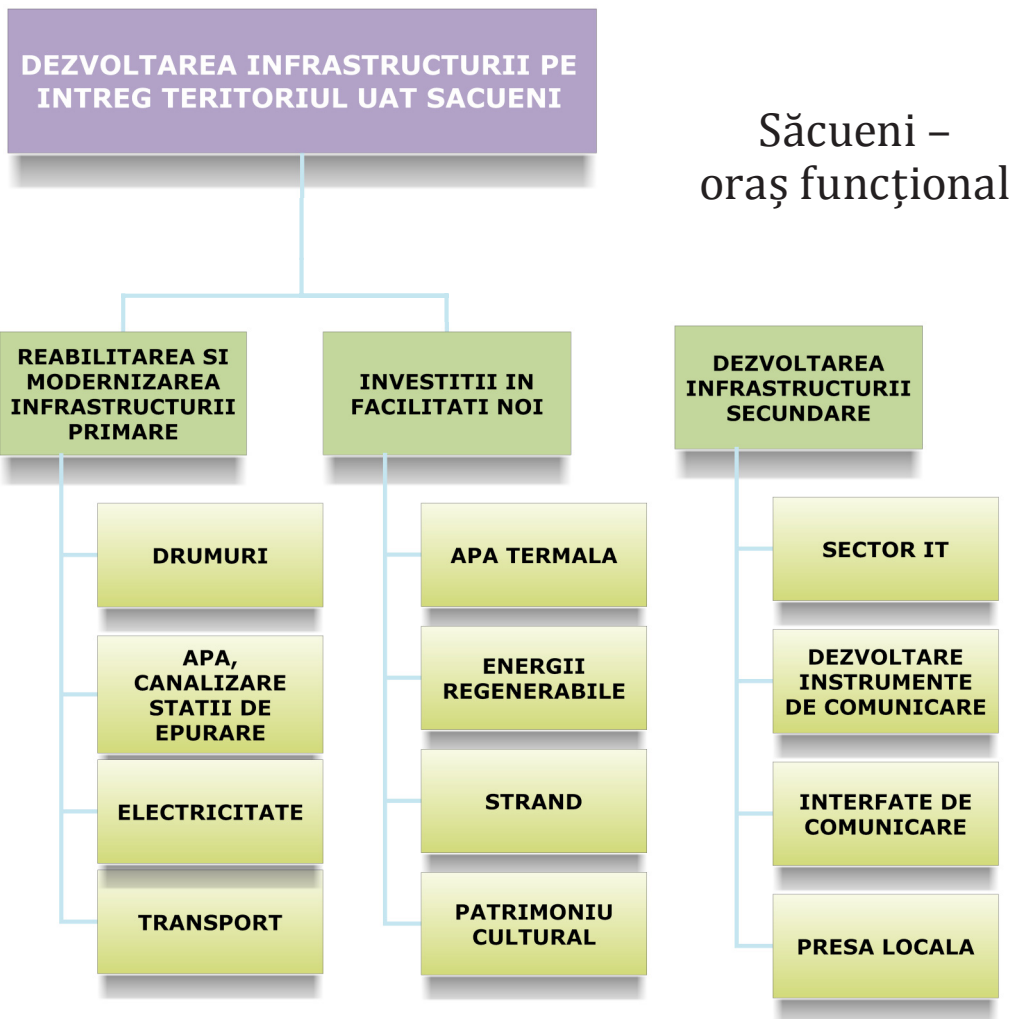 DEZVOLTAREA INFRASTRUCTURII PE
INTREG TERITORIUL UAT SACUENI
Săcueni –
oraș funcțional
REABILITAREA SI
MODERNIZAREA
INFRASTRUCTURII
PRIMARE
DRUMURI
APA,
CANALIZARE
STATII DE
EPURARE
ELECTRICITATE
TRANSPORT
INVESTITII IN
FACILITATI NOI
APA TERMALA
ENERGII
REGENERABILE
STRAND
PATRIMONIU
CULTURAL
DEZVOLTAREA
INFRASTRUCTURII
SECUNDARE
SECTOR IT
DEZVOLTARE
INSTRUMENTE
DE COMUNICARE
INTERFATE DE
COMUNICARE
PRESA LOCALA